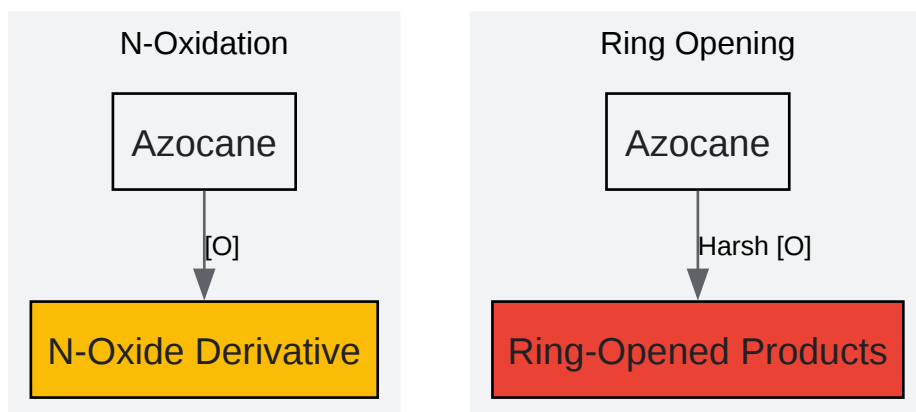 N-Oxidation
Azocane
[O]
N-Oxide Derivative
Ring Opening
Azocane
Harsh [O]
Ring-Opened Products